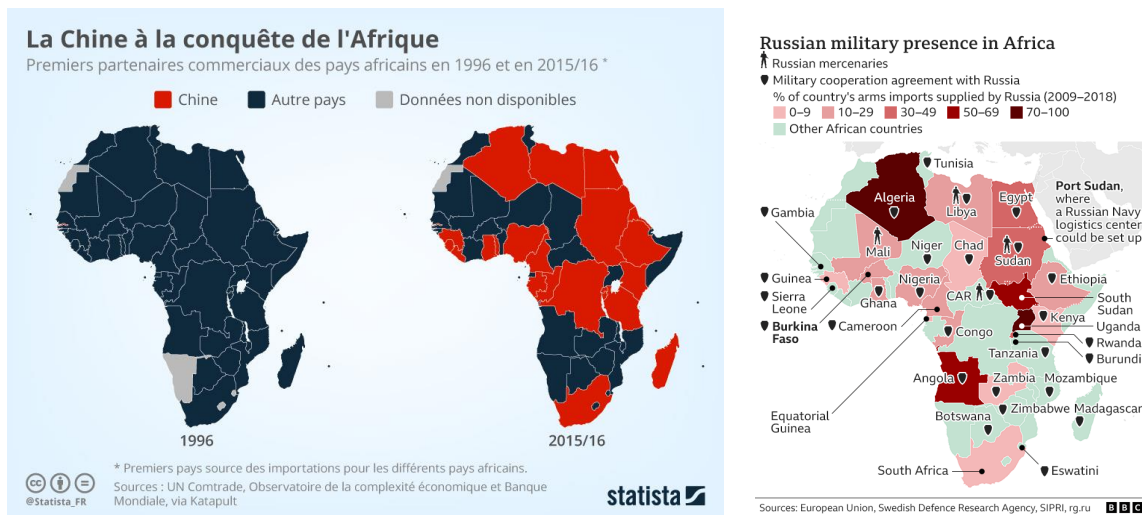 La Chine à la conquête de l'Afrique
Premiers partenaires commerciaux des pays africains en 1996 et en 2015/16 *
Chine
Autre pays
Données non disponibles
1996
2015/16
* Premiers pays source des importations pour les différents pays africains.
Sources : UN Comtrade, Observatoire de la complexité économique et Banque
Mondiale, via Katapult
cc
@Statista_FR
statista
Russian military presence in Africa
Russian mercenaries
Military cooperation agreement with Russia
% of country's arms imports supplied by Russia (2009–2018)
0–9 10–29 30–49 50–69 70–100
Other African countries
Tunisia
Algeria
Libya
Egypt
Port Sudan,
where
a Russian Navy
logistics center
could be set up
Gambia
Mali
Niger
Chad
Sudan
Guinea
Nigeria
Ethiopia
Sierra
Leone
Ghana
CAR
South
Sudan
Burkina
Faso
Cameroon
Kenya
Uganda
Congo
Rwanda
Tanzania
Burundi
Angola
Zambia
Mozambique
Equatorial
Guinea
Botswana
Zimbabwe
Madagascar
South Africa
Eswatini
Sources: European Union, Swedish Defence Research Agency, SIPRI, rg.ru
BBC